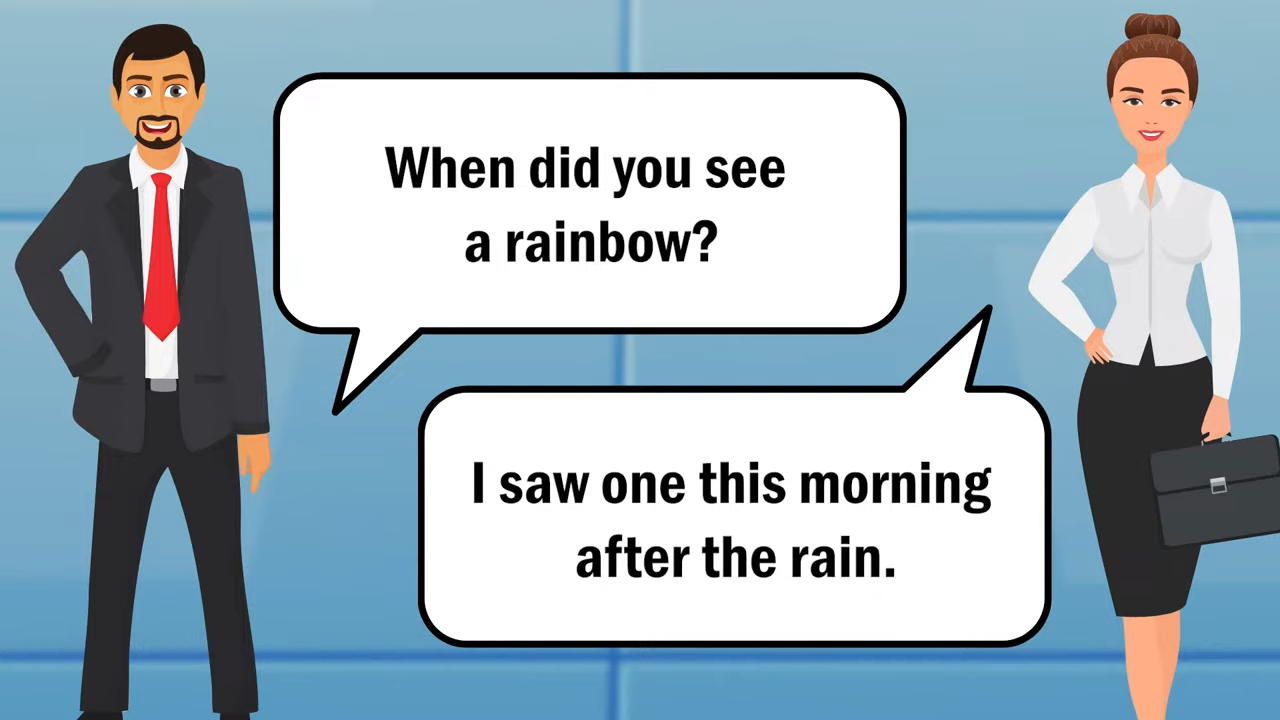 When did you see
a rainbow?
I saw one this morning
after the rain.